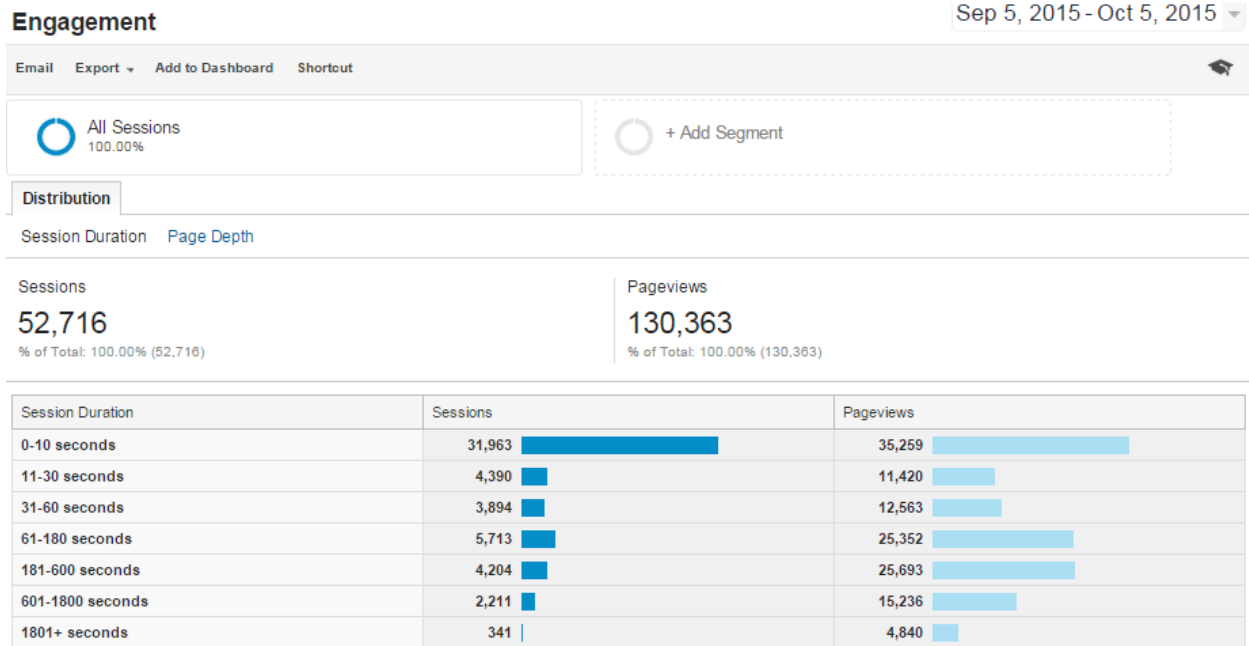 Engagement
Sep 5, 2015 - Oct 5, 2015
Email Export Add to Dashboard Shortcut
All Sessions
100.00%
+ Add Segment
Distribution
Session Duration Page Depth
Sessions Pageviews
52,716 130,363
% of Total: 100.00% (52,716) % of Total: 100.00% (130,363)
Session Duration Sessions Pageviews
0-10 seconds 31,963 35,259
11-30 seconds 4,390 11,420
31-60 seconds 3,894 12,563
61-180 seconds 5,713 25,352
181-600 seconds 4,204 25,693
601-1800 seconds 2,211 15,236
1801+ seconds 341 4,840